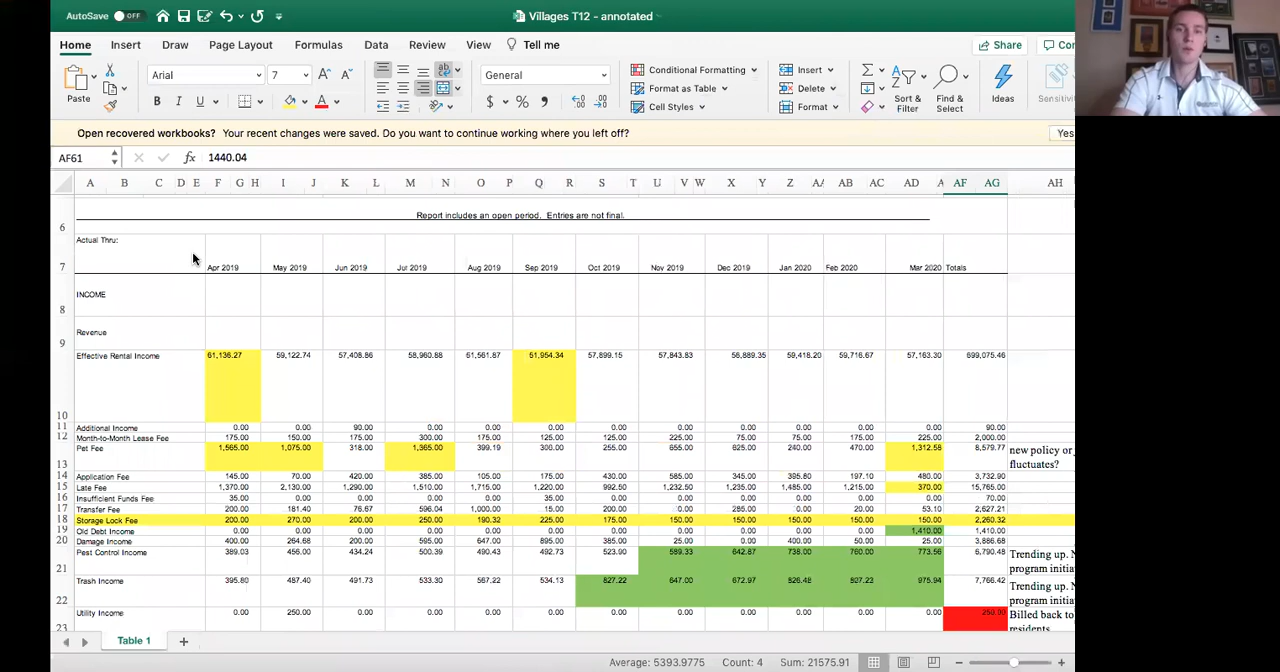 AutoSave OFF Villages T12 - annotated
Home Insert Draw Page Layout Formulas Data Review View Tell me Share
Paste Arial 7 A A General Conditional Formatting Insert
B I U A $ % Format as Table Delete Sort & Filter Find & Select Ideas
Cell Styles Format
Open recovered workbooks? Your recent changes were saved. Do you want to continue working where you left off? Yes
AF61 fx 1440.04
A B C D E F G H I J K L M N O P Q R S T U V W X Y Z AB AC AD AF AG AH
6 Report includes an open period. Entries are not final.
Actual Thru:
7 Apr 2019 May 2019 Jun 2019 Jul 2019 Aug 2019 Sep 2019 Oct 2019 Nov 2019 Dec 2019 Jan 2020 Feb 2020 Mar 2020 Totals
8 INCOME
9 Revenue
10 Effective Rental Income 61,136.27 59,122.74 57,408.86 58,960.88 61,561.87 51,954.34 57,899.15 57,843.83 56,889.35 59,418.20 59,716.67 57,163.30 699,075.46
11 Additional Income 0.00 0.00 90.00 0.00 0.00 0.00 0.00 0.00 0.00 0.00 0.00 0.00 90.00
12 Month-to-Month Lease Fee 175.00 150.00 175.00 300.00 175.00 125.00 125.00 225.00 75.00 75.00 175.00 225.00 2,000.00
13 Pet Fee 1,565.00 1,075.00 318.00 1,365.00 399.19 300.00 255.00 655.00 625.00 240.00 470.00 1,312.58 8,579.77 new policy or
fluctuates?
14 Application Fee 145.00 70.00 420.00 385.00 105.00 175.00 430.00 585.00 345.00 395.80 197.10 480.00 3,732.90
15 Late Fee 1,370.00 2,130.00 1,290.00 1,510.00 1,715.00 1,220.00 992.50 1,232.50 1,235.00 1,485.00 1,215.00 370.00 15,765.00
16 Insufficient Funds Fee 35.00 0.00 0.00 0.00 0.00 35.00 0.00 0.00 0.00 0.00 0.00 0.00 70.00
17 Transfer Fee 200.00 181.40 76.67 596.04 1,000.00 15.00 200.00 0.00 285.00 0.00 20.00 53.10 2,627.21
18 Storage Lock Fee 200.00 270.00 200.00 250.00 190.32 225.00 175.00 150.00 150.00 150.00 150.00 150.00 2,260.32
19 Old Debt Income 0.00 0.00 0.00 0.00 0.00 0.00 0.00 0.00 0.00 0.00 0.00 1,410.00 1,410.00
20 Damage Income 400.00 264.68 200.00 595.00 647.00 895.00 385.00 25.00 0.00 400.00 50.00 25.00 3,886.68
21 Pest Control Income 389.03 456.00 434.24 500.39 490.43 492.73 523.90 589.33 642.87 738.00 760.00 773.56 6,790.48 Trending up.
program
22 Trash Income 395.80 487.40 491.73 533.30 567.22 534.13 827.22 647.00 672.97 826.48 807.22 975.94 7,766.42 Trending up.
program
23 Utility Income 0.00 250.00 0.00 0.00 0.00 0.00 0.00 0.00 0.00 0.00 0.00 0.00 250.00 Billed back to
residents
Table 1 +
Average: 5393.9775 Count: 4 Sum: 21575.91 − +